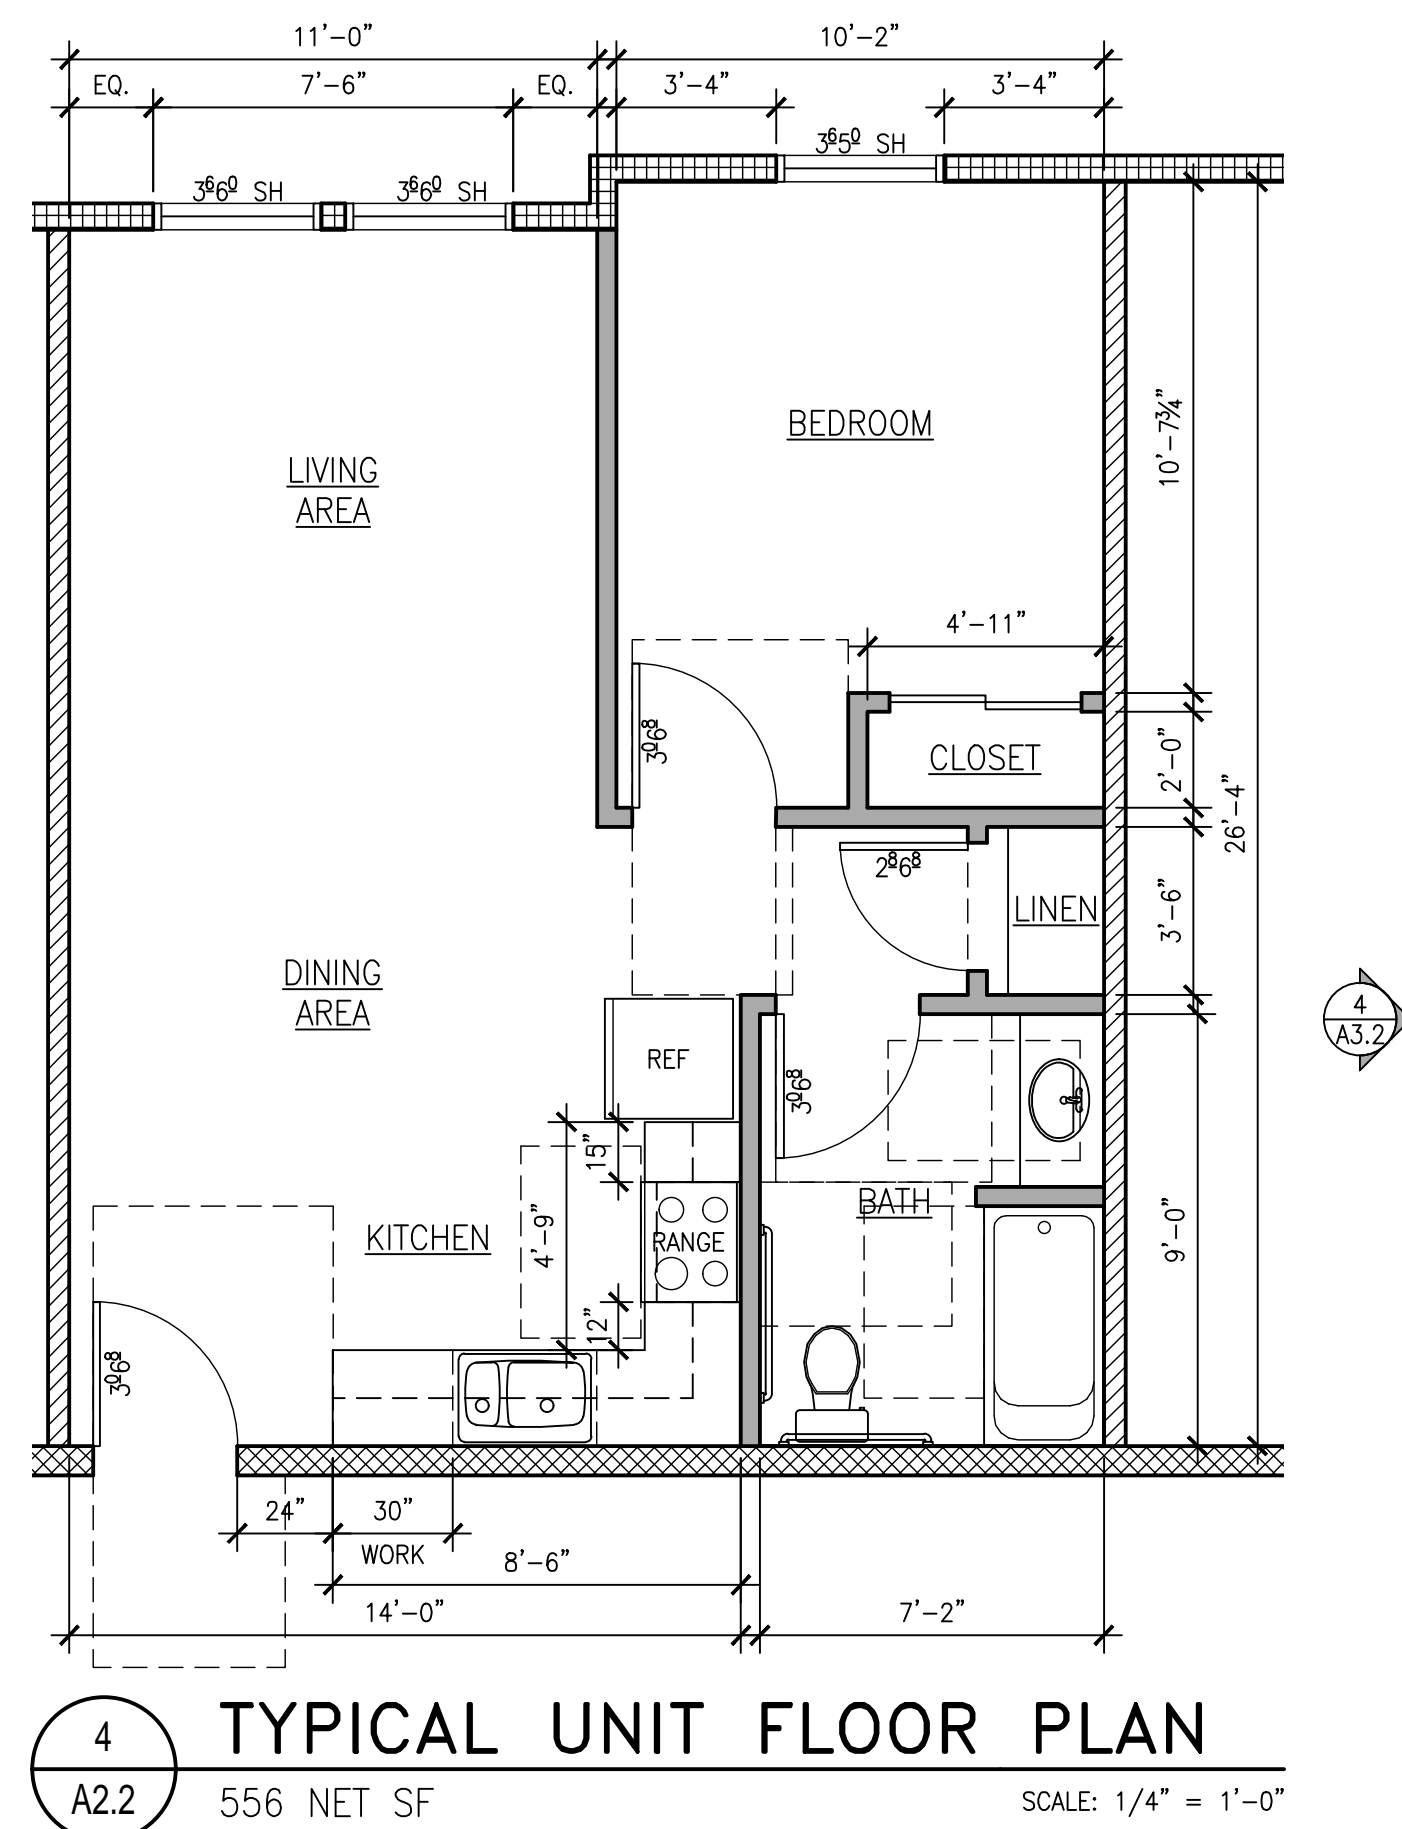 11'-0" 10'-2"
EQ. 7'-6" EQ. 3'-4" 3'-4"
3⁶5⁰ SH
3⁶6⁰ SH 3⁶6⁰ SH
BEDROOM
10'-7¾"
LIVING
AREA
4'-11"
3⁰6⁸
CLOSET
2'-0"
26'-4"
2⁸6⁸
LINEN
3'-6"
DINING
AREA
4
A3.2
REF
3⁰6⁸
15"
BATH
KITCHEN
4'-9"
RANGE
9'-0"
12"
3⁰6⁸
24" 30"
WORK
8'-6"
14'-0" 7'-2"
4
A2.2
TYPICAL UNIT FLOOR PLAN
556 NET SF
SCALE: 1/4" = 1'-0"